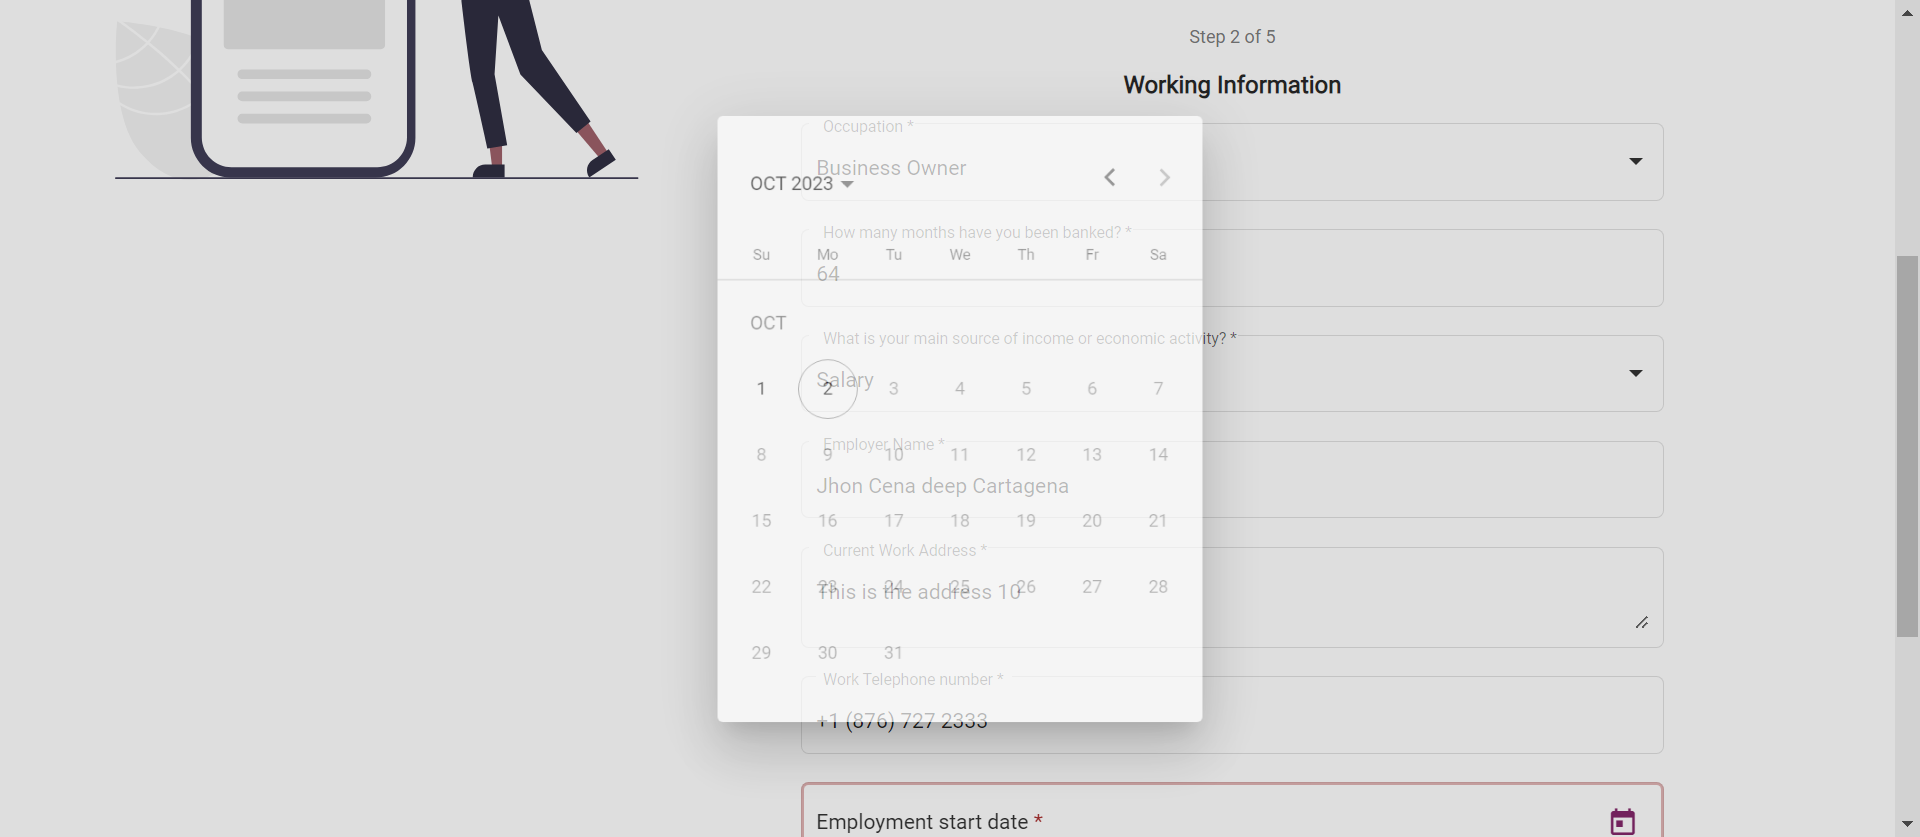 Step 2 of 5
Working Information
Occupation *
Business Owner
OCT 2023
How many months have you been banked? *
Su Mo Tu We Th Fr Sa
64
OCT
What is your main source of income or economic activity? *
Salary
1 2 3 4 5 6 7
Employer Name *
8 9 10 11 12 13 14
Jhon Cena deep Cartagena
15 16 17 18 19 20 21
Current Work Address *
22 23 24 25 26 27 28
This is the address 10
29 30 31
Work Telephone number *
+1 (876) 727 2333
Employment start date *